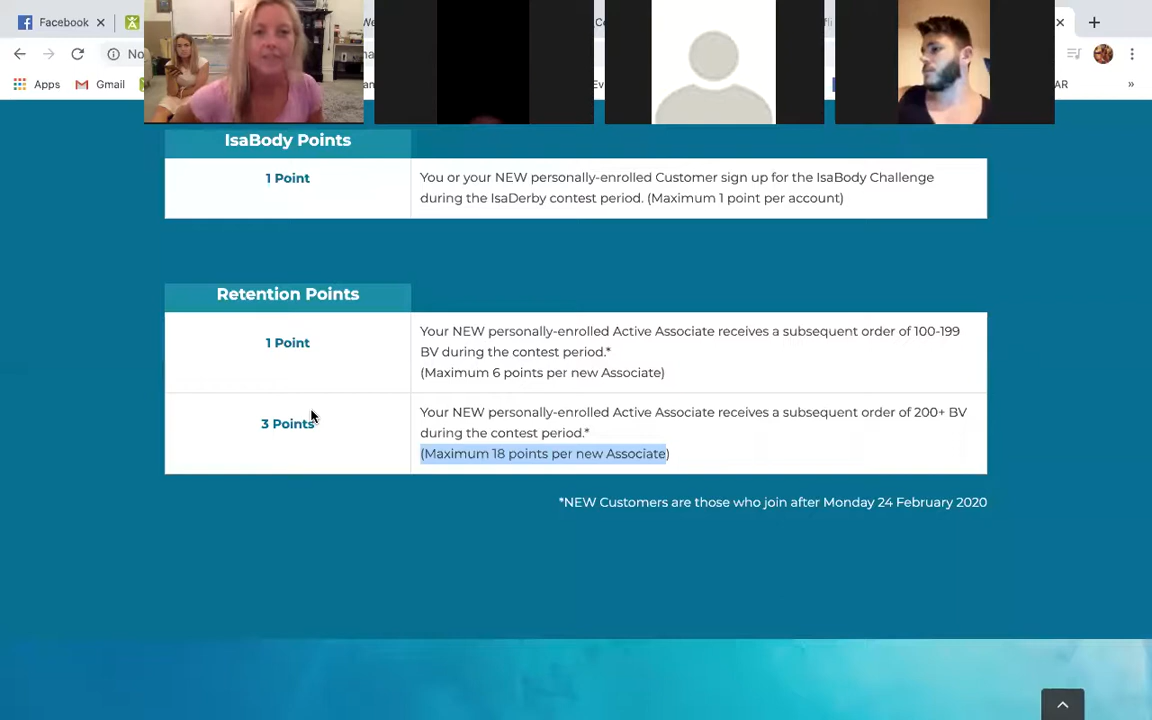 Facebook
No
Apps
Gmail
AR
»
IsaBody Points
1 Point
You or your NEW personally-enrolled Customer sign up for the IsaBody Challenge
during the IsaDerby contest period. (Maximum 1 point per account)
Retention Points
1 Point
Your NEW personally-enrolled Active Associate receives a subsequent order of 100-199
BV during the contest period.*
(Maximum 6 points per new Associate)
3 Points
Your NEW personally-enrolled Active Associate receives a subsequent order of 200+ BV
during the contest period.*
(Maximum 18 points per new Associate)
*NEW Customers are those who join after Monday 24 February 2020